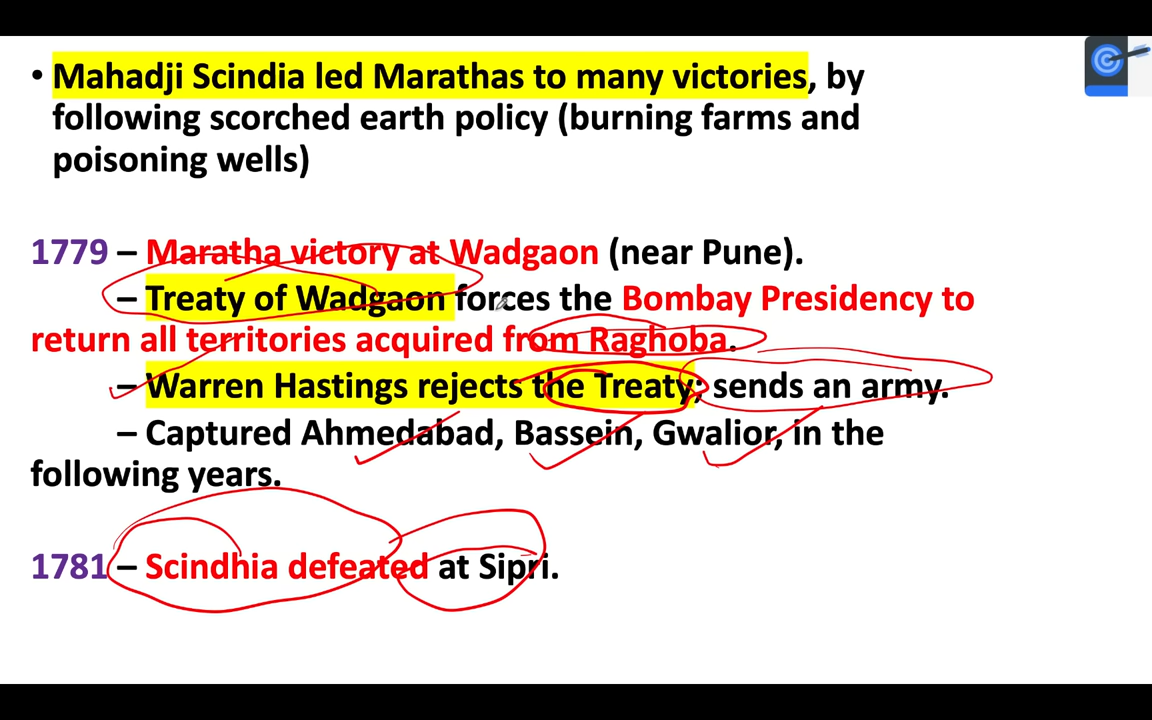 • Mahadji Scindia led Marathas to many victories, by
following scorched earth policy (burning farms and
poisoning wells)
1779 – Maratha victory at Wadgaon (near Pune).
– Treaty of Wadgaon forces the Bombay Presidency to
return all territories acquired from Raghoba.
– Warren Hastings rejects the Treaty; sends an army.
– Captured Ahmedabad, Bassein, Gwalior, in the
following years.
1781 – Scindhia defeated at Sipri.